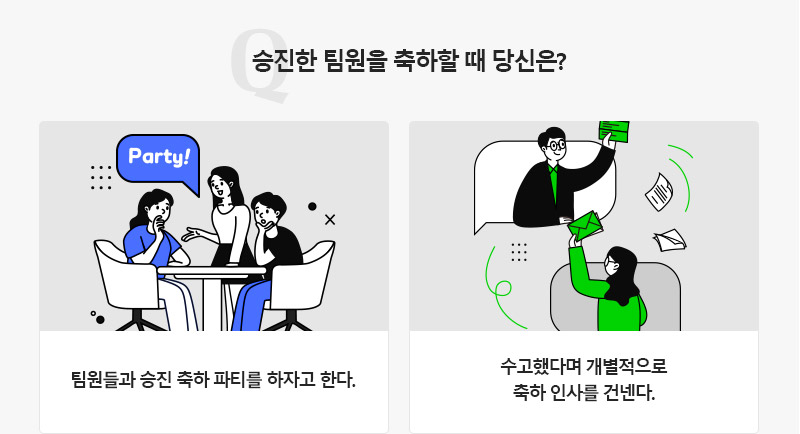 Q
승진한 팀원을 축하할 때 당신은?
Party!
팀원들과 승진 축하 파티를 하자고 한다.
수고했다며 개별적으로
축하 인사를 건넨다.